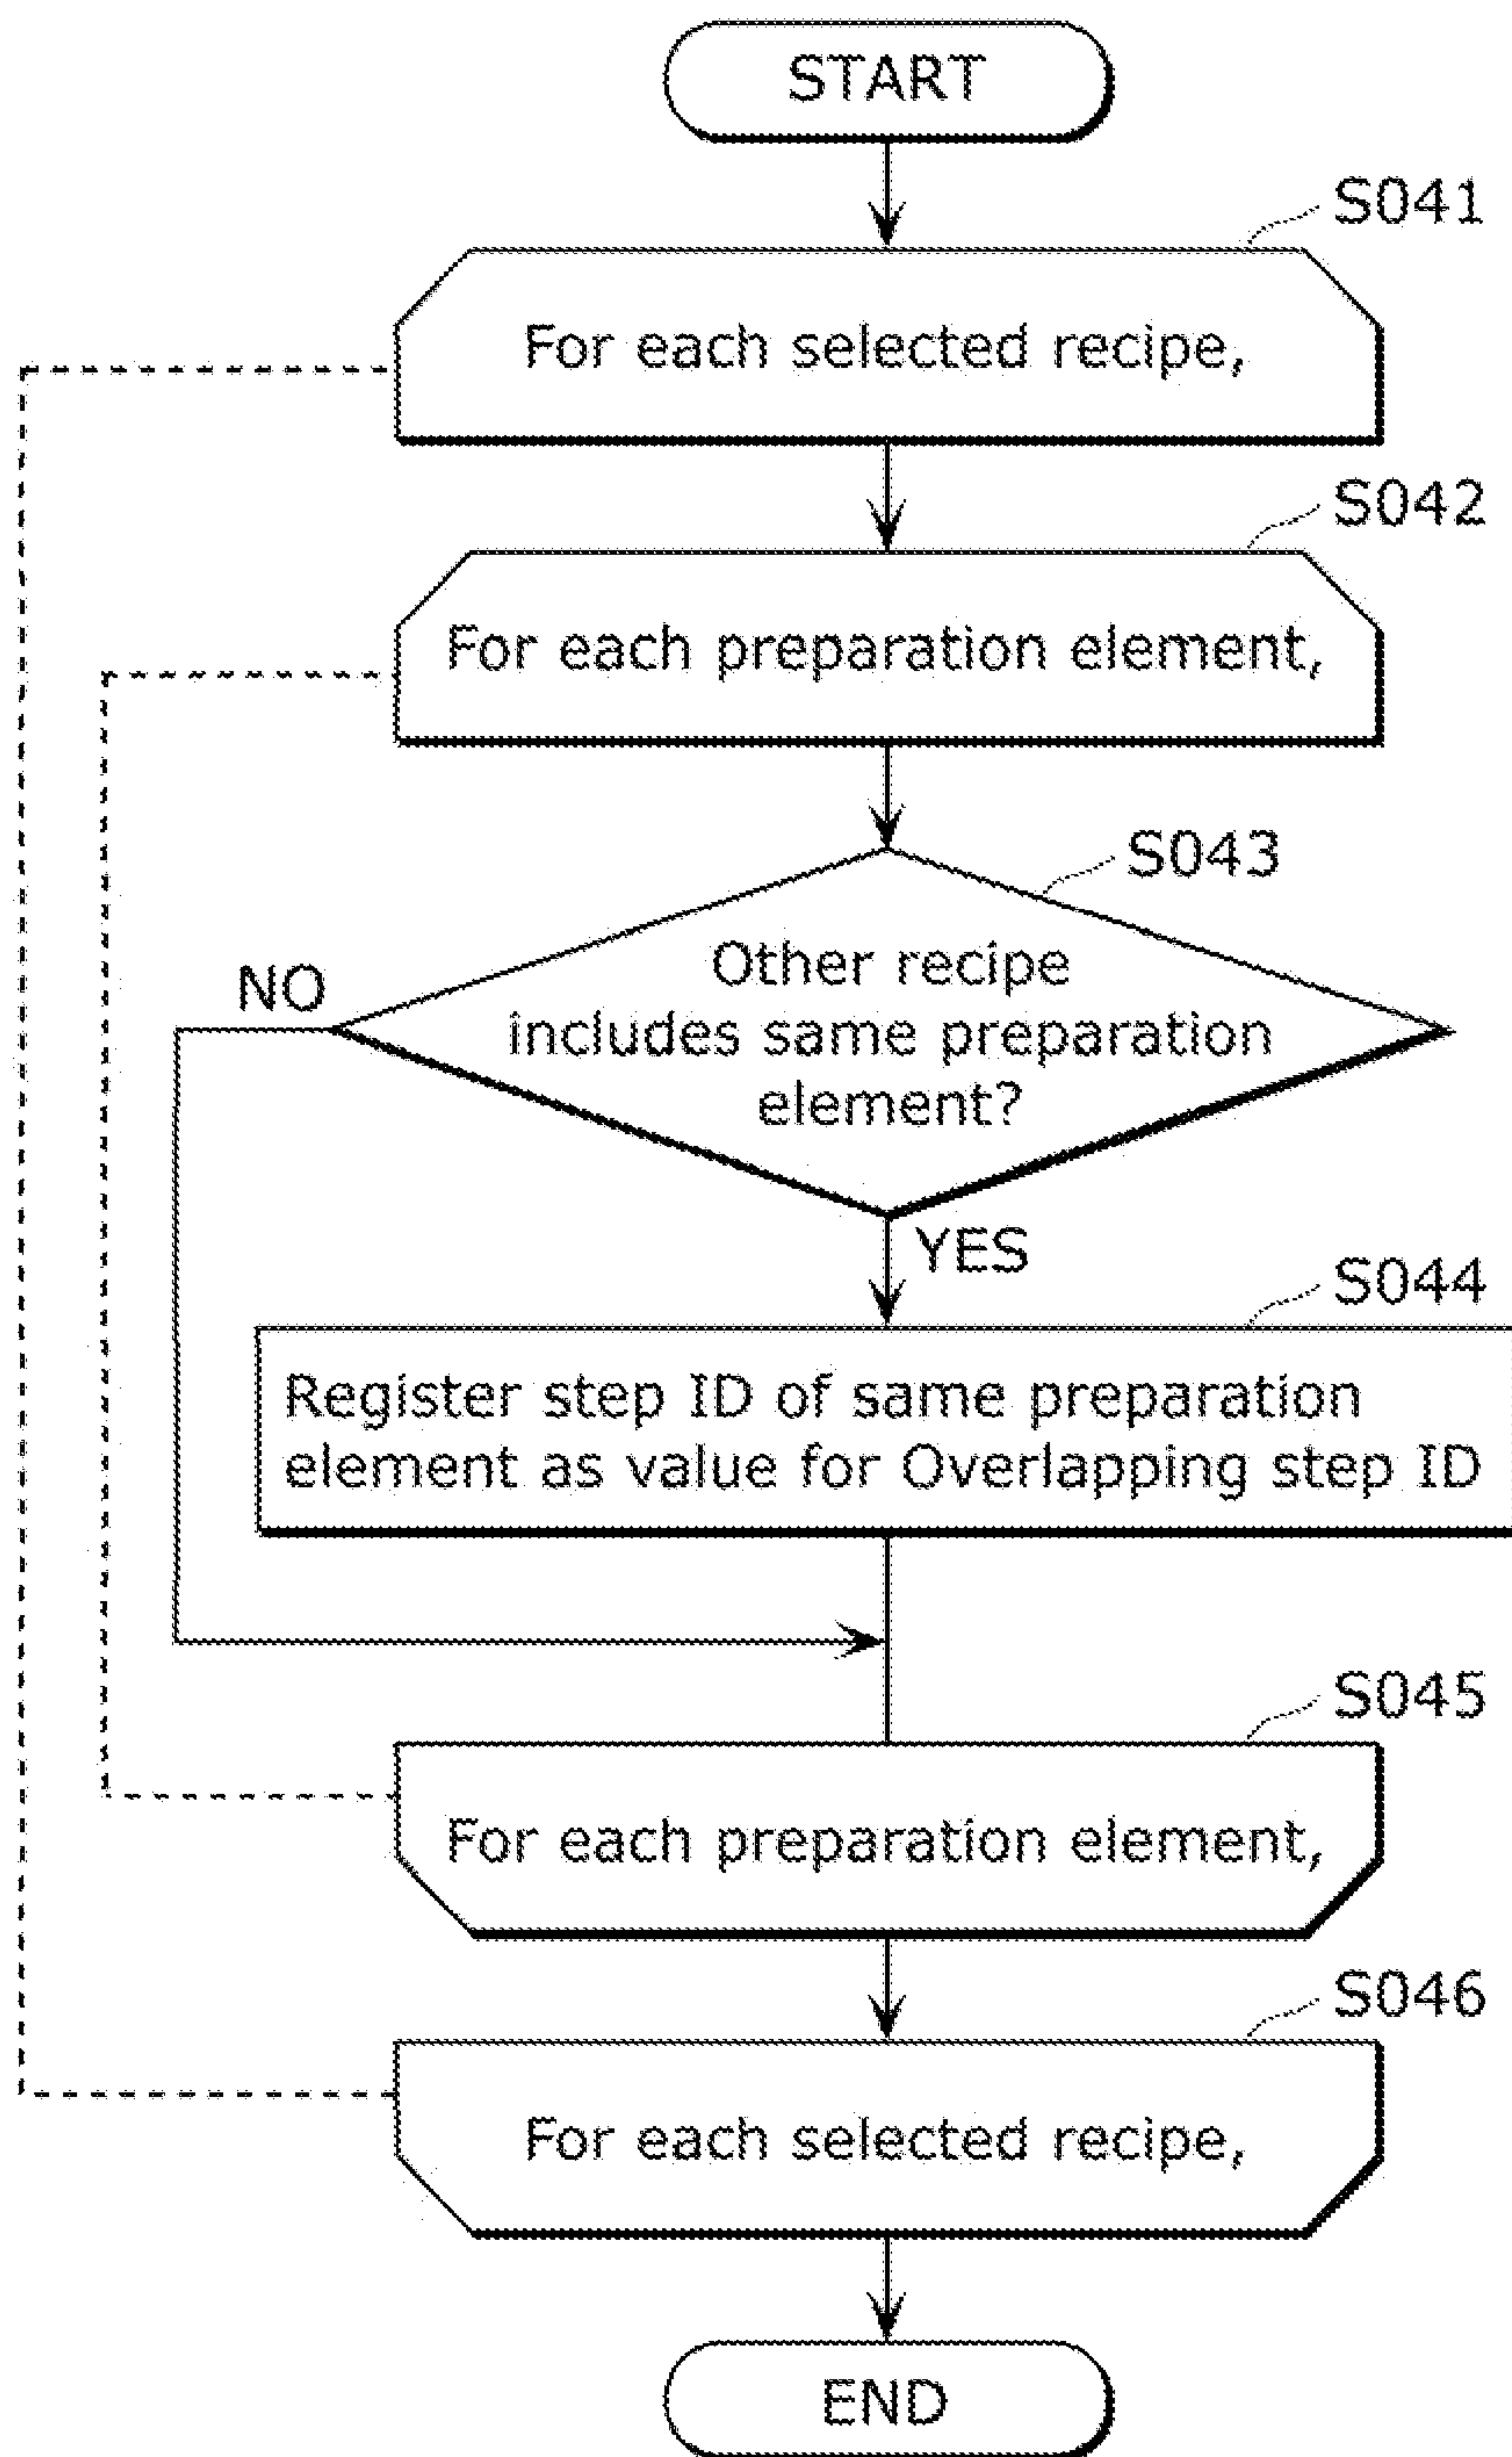 START
S041
For each selected recipe,
S042
For each preparation element,
S043
Other recipe
includes same preparation
element?
NO
YES
S044
Register step ID of same preparation
element as value for Overlapping step ID
S045
For each preparation element,
S046
For each selected recipe,
END